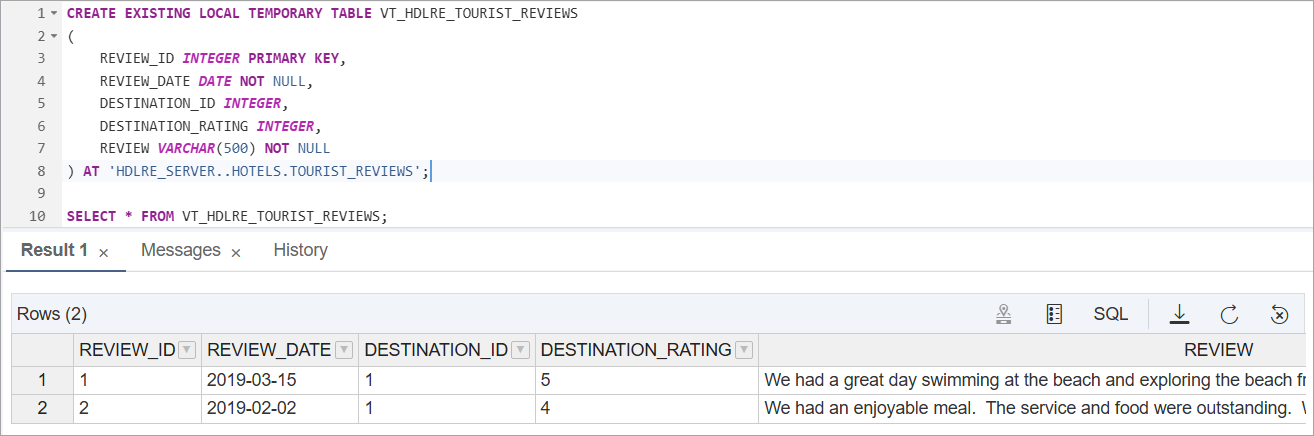 1 CREATE EXISTING LOCAL TEMPORARY TABLE VT_HDLRE_TOURIST_REVIEWS
2 (
3 REVIEW_ID INTEGER PRIMARY KEY,
4 REVIEW_DATE DATE NOT NULL,
5 DESTINATION_ID INTEGER,
6 DESTINATION_RATING INTEGER,
7 REVIEW VARCHAR(500) NOT NULL
8 ) AT 'HDLRE_SERVER..HOTELS.TOURIST_REVIEWS';
9
10 SELECT * FROM VT_HDLRE_TOURIST_REVIEWS;
Result 1 × Messages × History
Rows (2) SQL
REVIEW_ID REVIEW_DATE DESTINATION_ID DESTINATION_RATING REVIEW
1 1 2019-03-15 1 5 We had a great day swimming at the beach and exploring the beach
2 2 2019-02-02 1 4 We had an enjoyable meal. The service and food were outstanding.